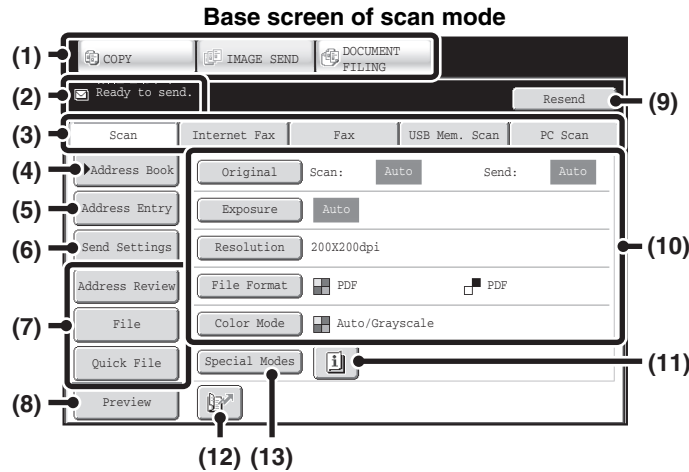 Base screen of scan mode
(1) COPY IMAGE SEND DOCUMENT FILING
(2) Ready to send.
Resend (9)
(3) Scan Internet Fax Fax USB Mem. Scan PC Scan
(4) Address Book Original Scan: Auto Send: Auto
(5) Address Entry Exposure Auto
(6) Send Settings Resolution 200X200dpi (10)
Address Review File Format PDF PDF
(7) File Color Mode Auto/Grayscale
Quick File Special Modes (11)
(8) Preview
(12) (13)